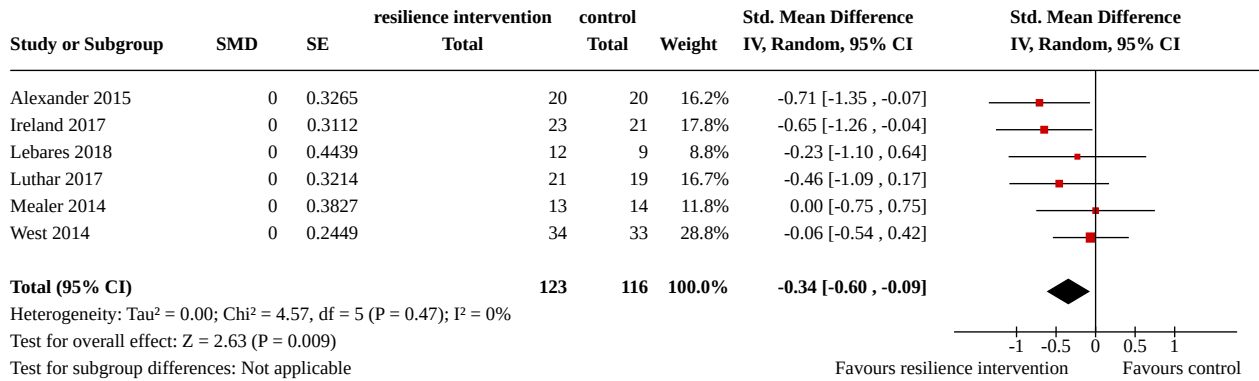 resilience intervention control Std. Mean Difference Std. Mean Difference
Study or Subgroup SMD SE Total Total Weight IV, Random, 95% CI IV, Random, 95% CI
Alexander 2015 0 0.3265 20 20 16.2% -0.71 [-1.35 , -0.07]
Ireland 2017 0 0.3112 23 21 17.8% -0.65 [-1.26 , -0.04]
Lebares 2018 0 0.4439 12 9 8.8% -0.23 [-1.10 , 0.64]
Luthar 2017 0 0.3214 21 19 16.7% -0.46 [-1.09 , 0.17]
Mealer 2014 0 0.3827 13 14 11.8% 0.00 [-0.75 , 0.75]
West 2014 0 0.2449 34 33 28.8% -0.06 [-0.54 , 0.42]
Total (95% CI) 123 116 100.0% -0.34 [-0.60 , -0.09]
Heterogeneity: Tau² = 0.00; Chi² = 4.57, df = 5 (P = 0.47); I² = 0%
Test for overall effect: Z = 2.63 (P = 0.009) -1 -0.5 0 0.5 1
Test for subgroup differences: Not applicable Favours resilience intervention Favours control